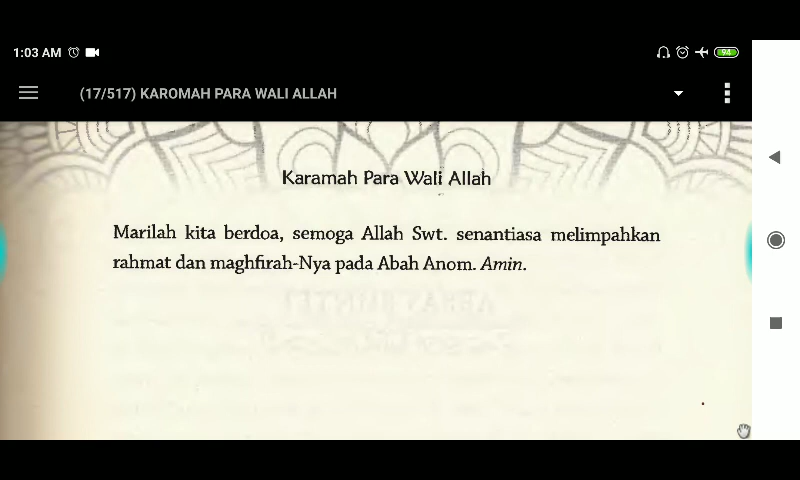 1:03 AM
94
(17/517) KAROMAH PARA WALI ALLAH
Karamah Para Wali Allah
Marilah kita berdoa, semoga Allah Swt. senantiasa melimpahkan
rahmat dan maghfirah-Nya pada Abah Anom. Amin.